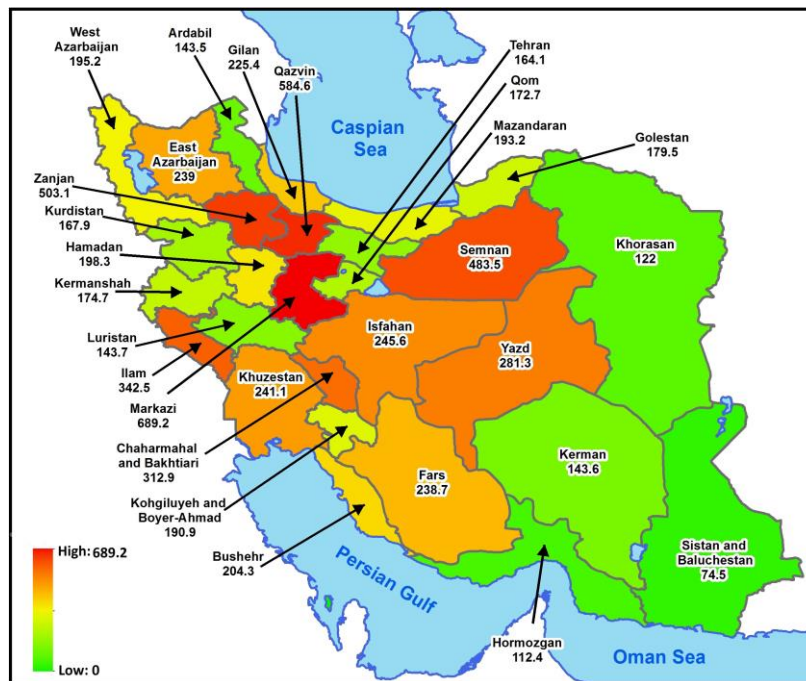 West
Azarbaijan
195.2
Ardabil
143.5
Gilan
225.4
Qazvin
584.6
Tehran
164.1
Qom
172.7
Mazandaran
193.2
Golestan
179.5
Caspian
Sea
East
Azarbaijan
239
Zanjan
503.1
Kurdistan
167.9
Hamadan
198.3
Kermanshah
174.7
Semnan
483.5
Khorasan
122
Luristan
143.7
Ilam
342.5
Markazi
689.2
Isfahan
245.6
Yazd
281.3
Khuzestan
241.1
Chaharmahal
and Bakhtiari
312.9
Kohgiluyeh and
Boyer-Ahmad
190.9
Bushehr
204.3
Fars
238.7
Kerman
143.6
Sistan and
Baluchestan
74.5
Persian Gulf
Hormozgan
112.4
Oman Sea
High: 689.2
Low: 0